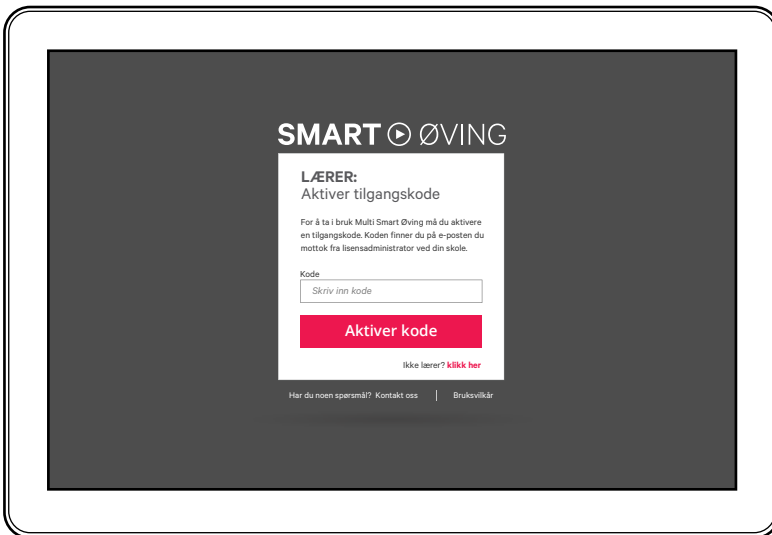 SMART ØVING
LÆRER:
Aktiver tilgangskode
For å ta i bruk Multi Smart Øving må du aktivere
en tilgangskode. Koden finner du på e-posten du
mottok fra lisensadministrator ved din skole.
Kode
Skriv inn kode
Aktiver kode
Ikke lærer? klikk her
Har du noen spørsmål? Kontakt oss | Bruksvilkår